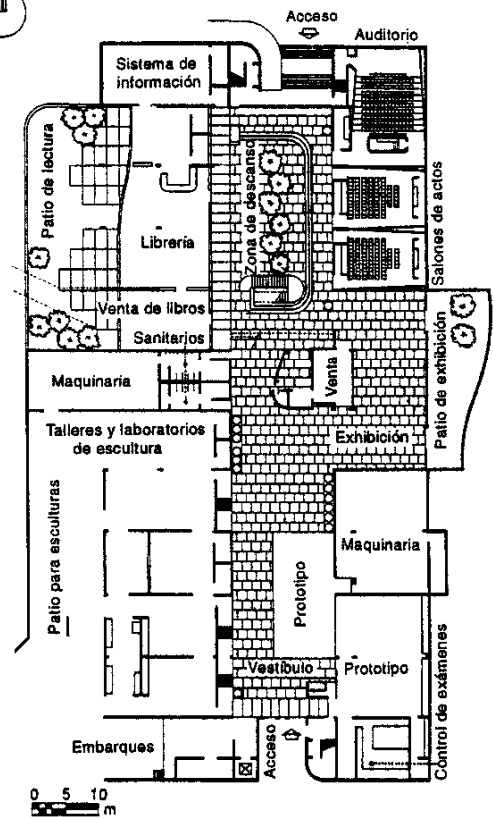 Acceso
Auditorio
Sistema de
información
Patio de lectura
Zona de descanso
Salones de actos
Librería
Venta de libros
Sanitarios
Patio de exhibición
Maquinaria
Venta
Talleres y laboratorios
de escultura
Exhibición
Patio para esculturas
Maquinaria
Prototipo
Vestíbulo
Prototipo
Control de exámenes
Embarques
Acceso
0 5 10
m